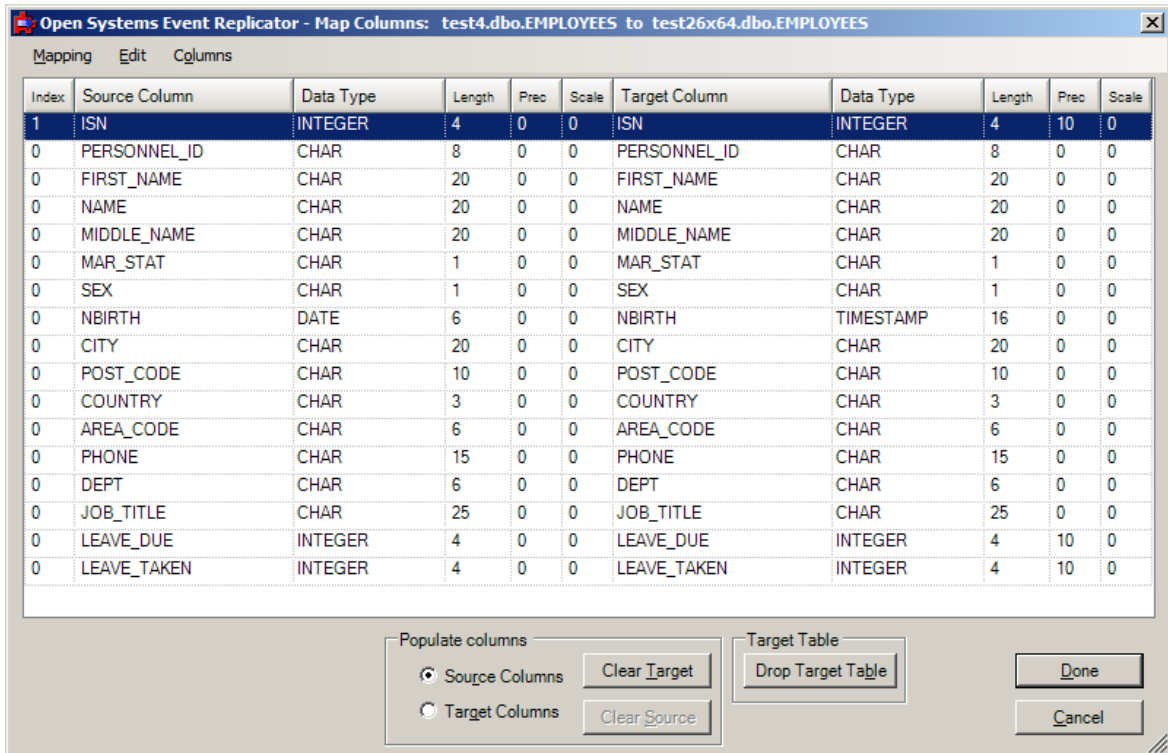 Open Systems Event Replicator - Map Columns: test4.dbo.EMPLOYEES to test26x64.dbo.EMPLOYEES
Mapping Edit Columns
Index Source Column Data Type Length Prec Scale Target Column Data Type Length Prec Scale
1 ISN INTEGER 4 0 0 ISN INTEGER 4 10 0
0 PERSONNEL_ID CHAR 8 0 0 PERSONNEL_ID CHAR 8 0 0
0 FIRST_NAME CHAR 20 0 0 FIRST_NAME CHAR 20 0 0
0 NAME CHAR 20 0 0 NAME CHAR 20 0 0
0 MIDDLE_NAME CHAR 20 0 0 MIDDLE_NAME CHAR 20 0 0
0 MAR_STAT CHAR 1 0 0 MAR_STAT CHAR 1 0 0
0 SEX CHAR 1 0 0 SEX CHAR 1 0 0
0 NBIRTH DATE 6 0 0 NBIRTH TIMESTAMP 16 0 0
0 CITY CHAR 20 0 0 CITY CHAR 20 0 0
0 POST_CODE CHAR 10 0 0 POST_CODE CHAR 10 0 0
0 COUNTRY CHAR 3 0 0 COUNTRY CHAR 3 0 0
0 AREA_CODE CHAR 6 0 0 AREA_CODE CHAR 6 0 0
0 PHONE CHAR 15 0 0 PHONE CHAR 15 0 0
0 DEPT CHAR 6 0 0 DEPT CHAR 6 0 0
0 JOB_TITLE CHAR 25 0 0 JOB_TITLE CHAR 25 0 0
0 LEAVE_DUE INTEGER 4 0 0 LEAVE_DUE INTEGER 4 10 0
0 LEAVE_TAKEN INTEGER 4 0 0 LEAVE_TAKEN INTEGER 4 10 0
Populate columns Target Table
Source Columns Clear Target Drop Target Table Done
Target Columns Clear Source Cancel